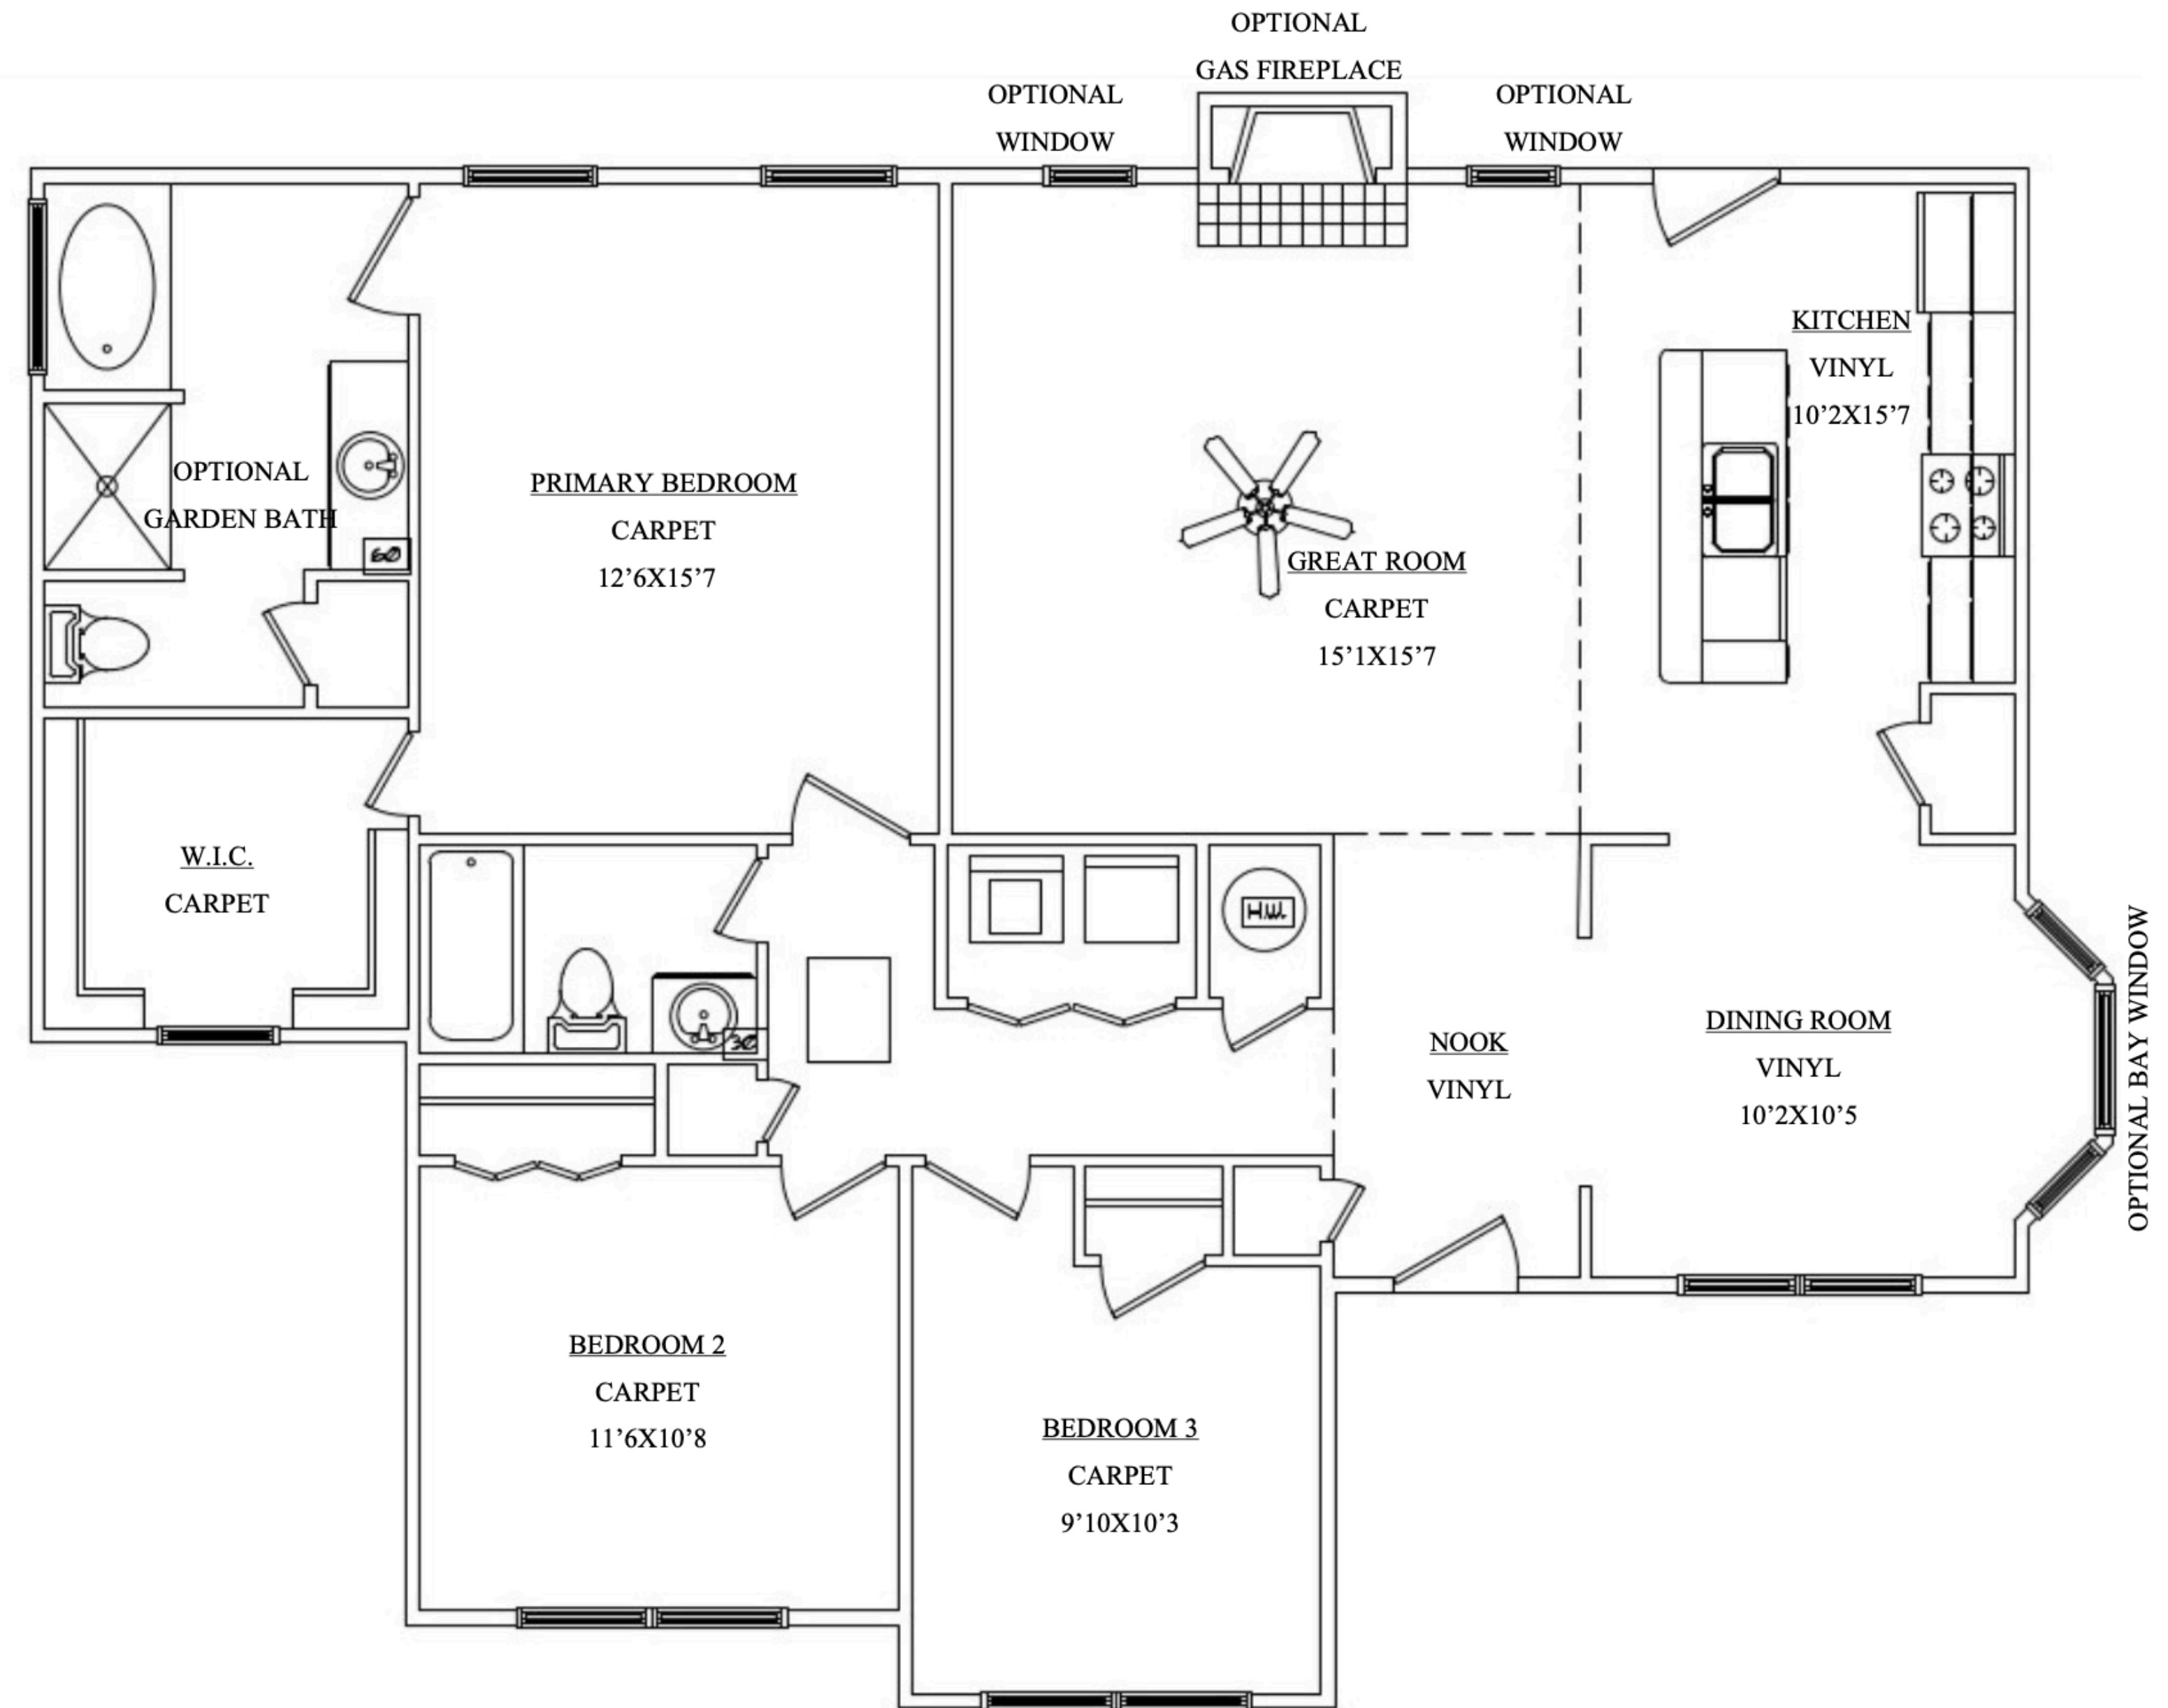 OPTIONAL
GAS FIREPLACE
OPTIONAL
WINDOW
OPTIONAL
WINDOW
OPTIONAL
GARDEN BATH
60
PRIMARY BEDROOM
CARPET
12’6X15’7
GREAT ROOM
CARPET
15’1X15’7
KITCHEN
VINYL
10’2X15’7
W.I.C.
CARPET
30
H.W.
NOOK
VINYL
DINING ROOM
VINYL
10’2X10’5
OPTIONAL BAY WINDOW
BEDROOM 2
CARPET
11’6X10’8
BEDROOM 3
CARPET
9’10X10’3